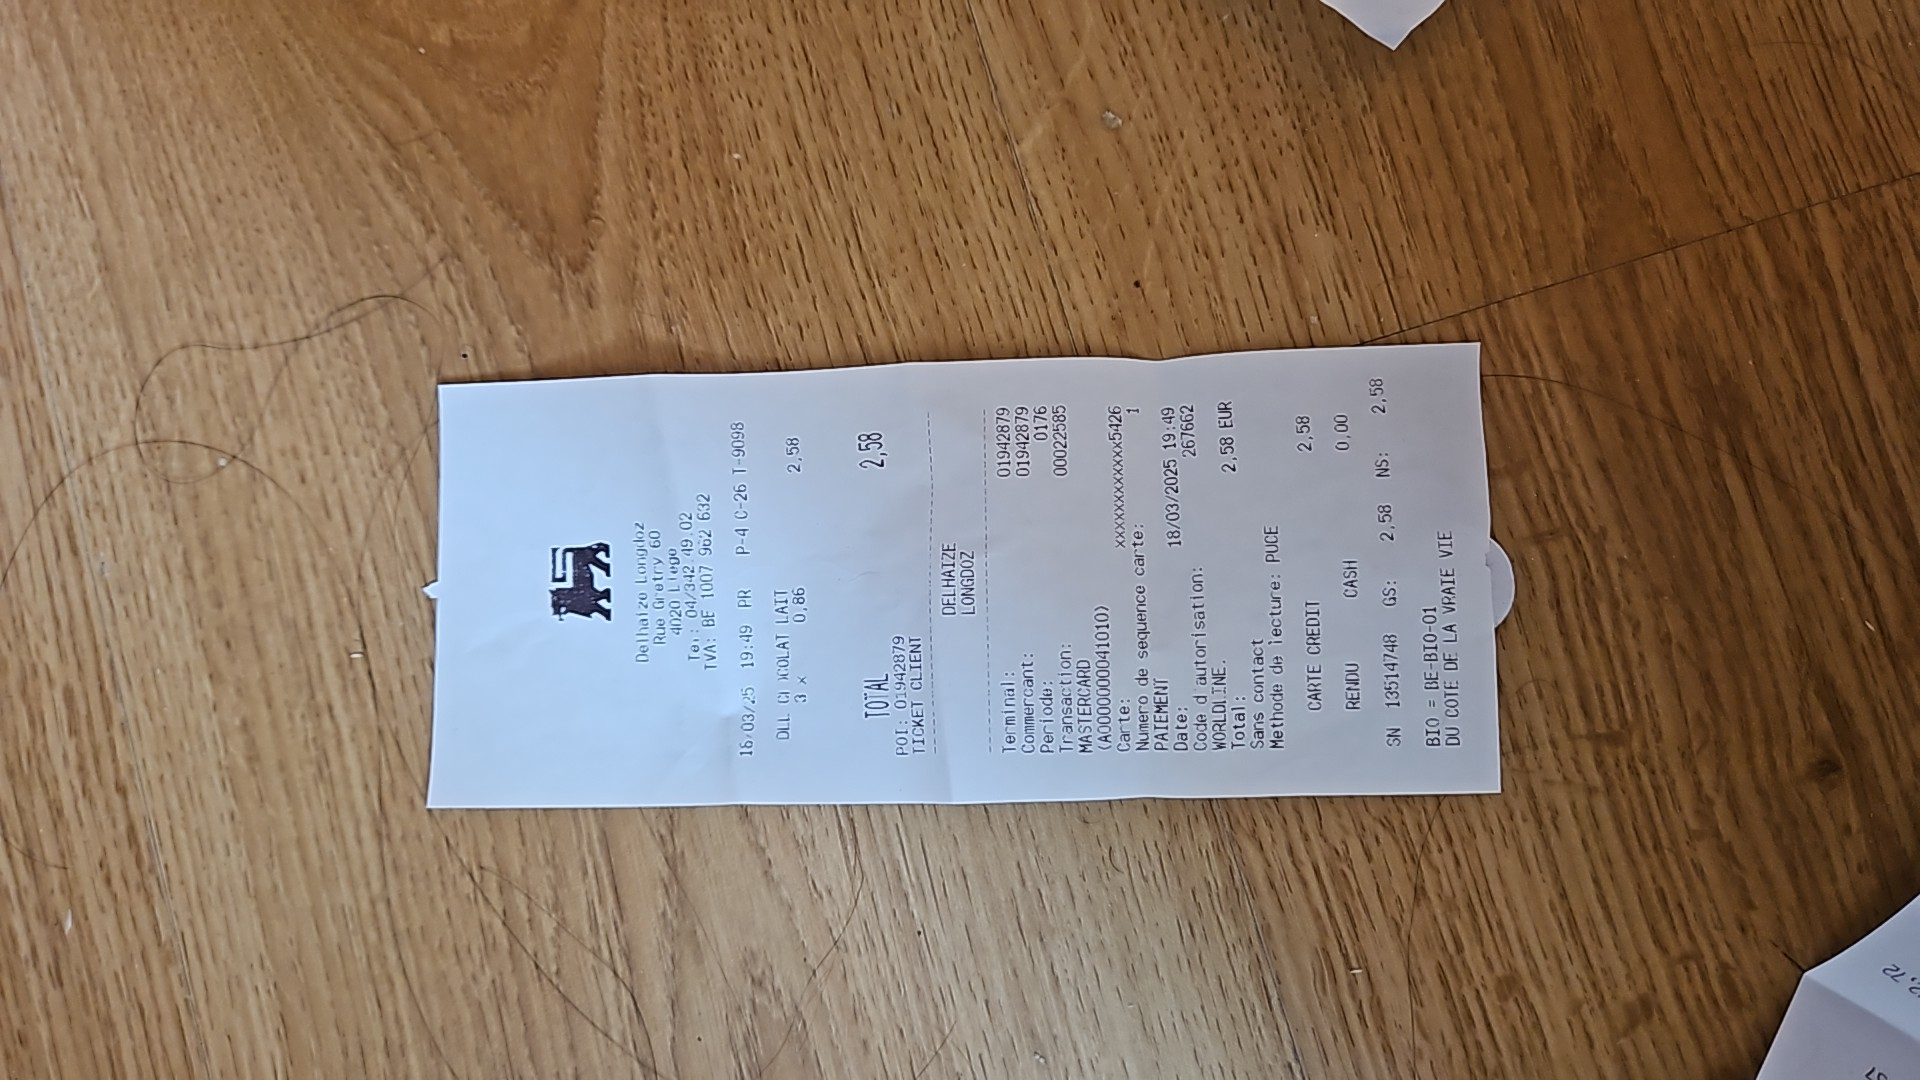 Delhaize Longdoz
Rue Gretry 60
4020 Liege
Tel: 04/342.49.02
TVA: BE 1007 962 632
18/03/25 19:49 PR P-4 C-26 T-9098
DLL LAIT
3 x 0,86 2,58
TOTAL 2,58
POI: 01942879
TICKET CLIENT
DELHAIZE
LONGDOZ
Terminal: 01942879
Commercant: 01942879
Periode: 0176
Transaction: 00022585
MASTERCARD
(A0000000041010)
Carte: xxxxxxxxxxxxx5426
Numero de sequence carte: 1
PAIEMENT
Date: 18/03/2025 19:49
Code d'autorisation: 267662
WORLDLINE.
Total: 2,58 EUR
Sans contact
Methode de lecture: PUCE
CARTE CREDIT 2,58
RENDU CASH 0,00
SN 13514748 GS: 2,58 NS: 2,58
BIO = BE-BIO-01
DU COTE DE LA VRAIE VIE